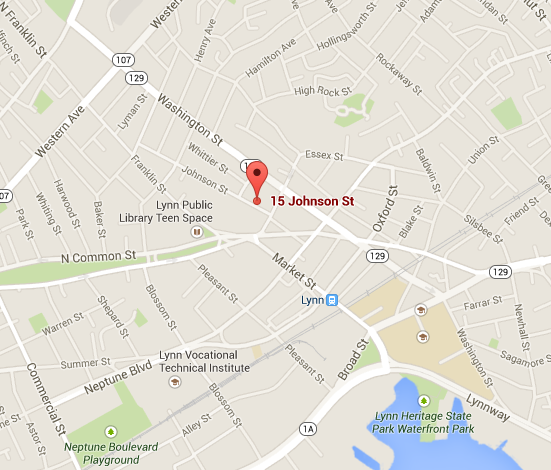 N Franklin St
Western
Henry Ave
Hollingsworth St
Jeff
Adam
Hamilton Ave
Rockaway St
107
129
High Rock St
Western Ave
Lyman St
Washington St
Union St
Whittier St
Essex St
Baldwin St
Franklin St
Johnson St
15 Johnson St
107
Park St
Whiting St
Harwood St
Baker St
Lynn Public
Library Teen Space
Oxford St
Blake St
Silsbee St
Friend St
N Common St
Market St
129
129
Pleasant St
Lynn
Blossom St
Shepard St
Warren St
Farrar St
Newhall
Washington St
Sagamore St
Summer St
Neptune Blvd
Lynn Vocational
Technical Institute
Pleasant St
Broad St
Commercial St
Blossom St
Lynnway
Lynn Heritage State
Park Waterfront Park
Alley St
1A
Astor St
Neptune Boulevard
Playground